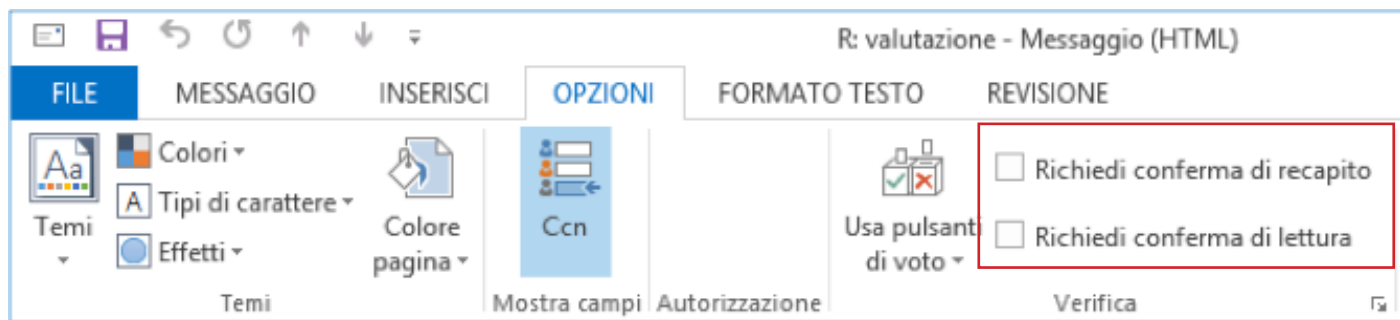 R: valutazione - Messaggio (HTML)
FILE MESSAGGIO INSERISCI OPZIONI FORMATO TESTO REVISIONE
Aa
Temi
Colori
A Tipi di carattere
Effetti
Colore
pagina
Ccn
Usa pulsanti
di voto
Richiedi conferma di recapito
Richiedi conferma di lettura
Temi Mostra campi Autorizzazione Verifica